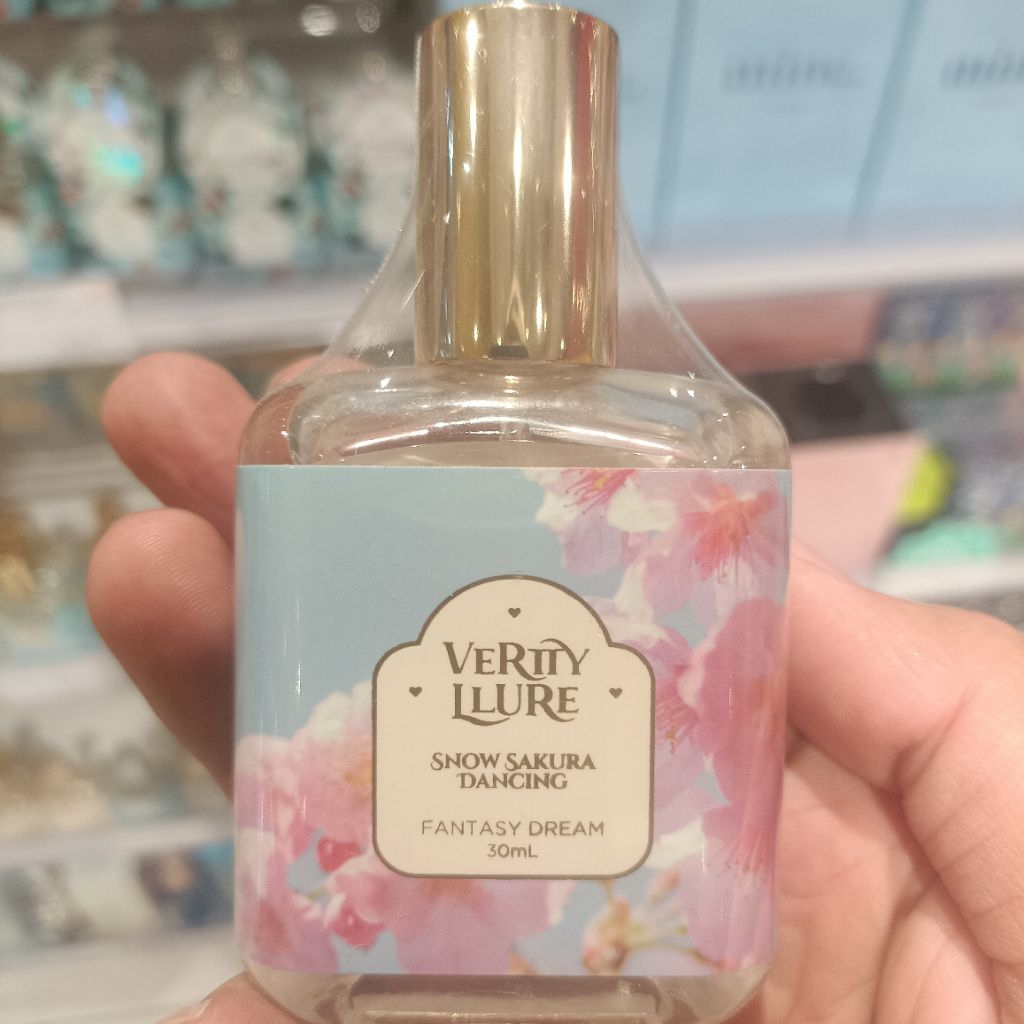 VERITY
LLURE
SNOW SAKURA
DANCING
FANTASY DREAM
30mL